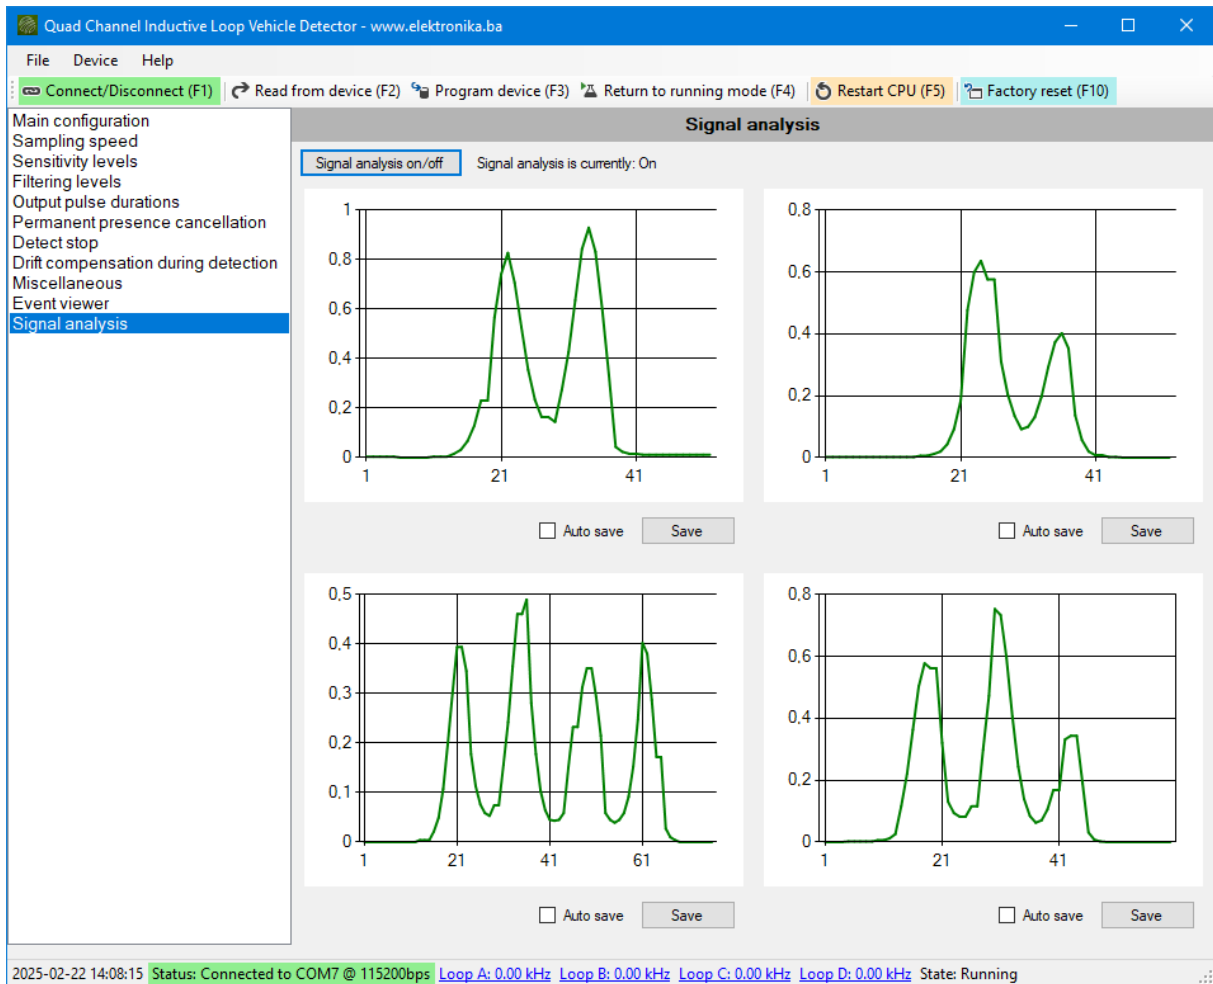 Quad Channel Inductive Loop Vehicle Detector - www.elektronika.ba
File Device Help
Connect/Disconnect (F1) Read from device (F2) Program device (F3) Return to running mode (F4) Restart CPU (F5) Factory reset (F10)
Main configuration
Sampling speed
Sensitivity levels
Filtering levels
Output pulse durations
Permanent presence cancellation
Detect stop
Drift compensation during detection
Miscellaneous
Event viewer
Signal analysis
Signal analysis
Signal analysis on/off Signal analysis is currently: On
1
0,8
0,6
0,4
0,2
0
1 21 41
Auto save Save
0,8
0,6
0,4
0,2
0
1 21 41
Auto save Save
0,5
0,4
0,3
0,2
0,1
0
1 21 41 61
Auto save Save
0,8
0,6
0,4
0,2
0
1 21 41
Auto save Save
2025-02-22 14:08:15 Status: Connected to COM7 @ 115200bps Loop A: 0.00 kHz Loop B: 0.00 kHz Loop C: 0.00 kHz Loop D: 0.00 kHz State: Running